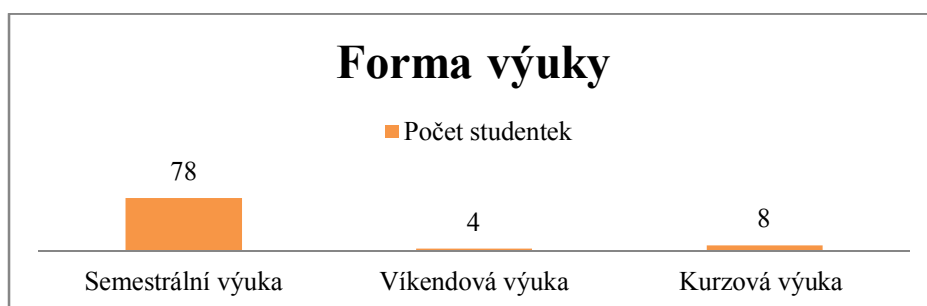 Forma výuky
Počet studentek
78
4
8
Semestrální výuka
Víkendová výuka
Kurzová výuka